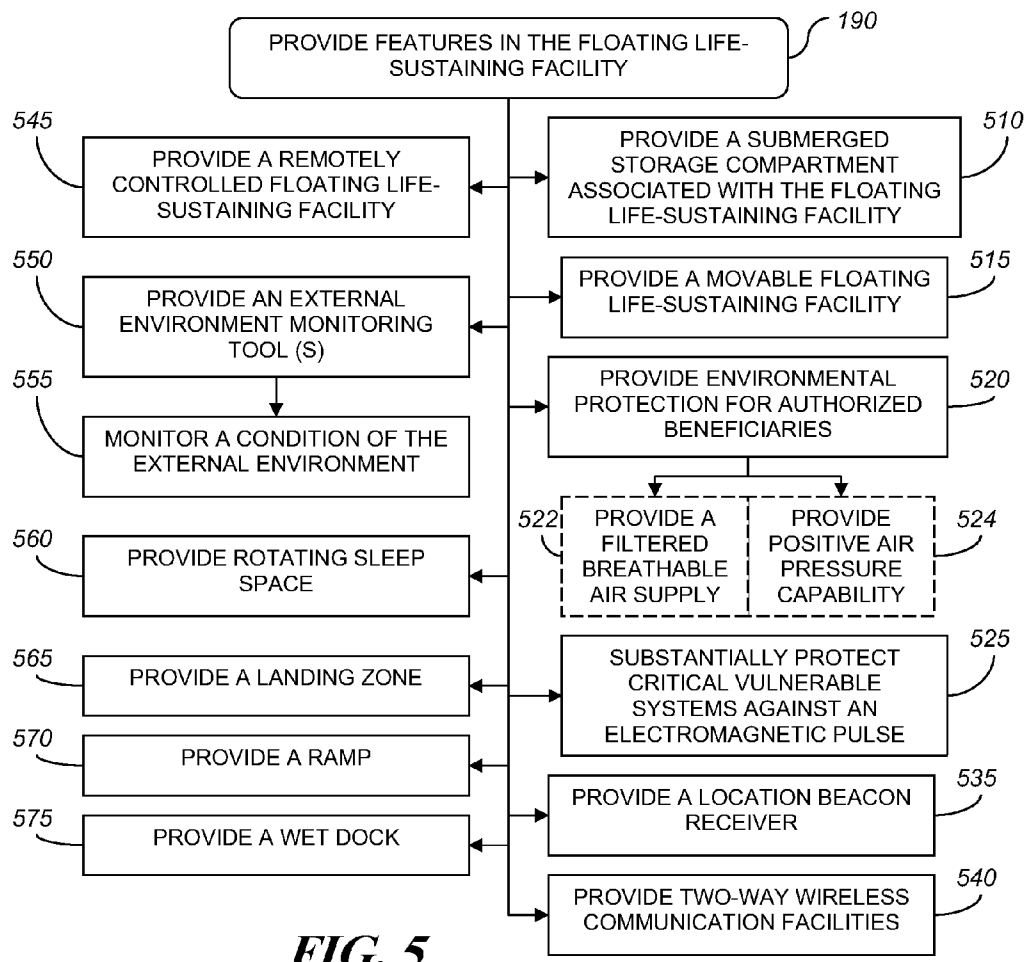 PROVIDE FEATURES IN THE FLOATING LIFE-
SUSTAINING FACILITY
190
545
PROVIDE A REMOTELY
CONTROLLED FLOATING LIFE-
SUSTAINING FACILITY
550
PROVIDE AN EXTERNAL
ENVIRONMENT MONITORING
TOOL (S)
555
MONITOR A CONDITION OF THE
EXTERNAL ENVIRONMENT
560
PROVIDE ROTATING SLEEP
SPACE
565
PROVIDE A LANDING ZONE
570
PROVIDE A RAMP
575
PROVIDE A WET DOCK
510
PROVIDE A SUBMERGED
STORAGE COMPARTMENT
ASSOCIATED WITH THE FLOATING
LIFE-SUSTAINING FACILITY
515
PROVIDE A MOVABLE FLOATING
LIFE-SUSTAINING FACILITY
520
PROVIDE ENVIRONMENTAL
PROTECTION FOR AUTHORIZED
BENEFICIARIES
522
PROVIDE A
FILTERED
BREATHABLE
AIR SUPPLY
524
PROVIDE
POSITIVE AIR
PRESSURE
CAPABILITY
525
SUBSTANTIALLY PROTECT
CRITICAL VULNERABLE
SYSTEMS AGAINST AN
ELECTROMAGNETIC PULSE
535
PROVIDE A LOCATION BEACON
RECEIVER
540
PROVIDE TWO-WAY WIRELESS
COMMUNICATION FACILITIES
FIG. 5